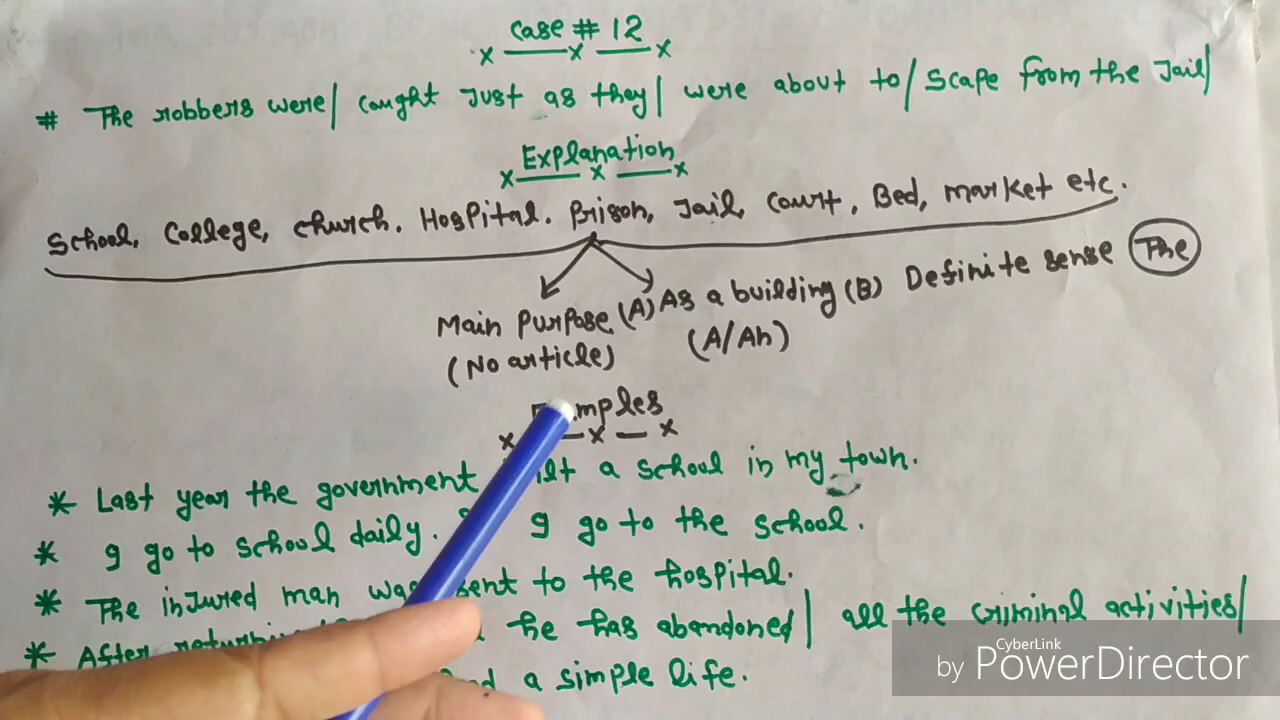 Case # 12
# The robbers were/ caught Just as they/ were about to/ Scape from the Jail/
Explanation
School, College, church. Hospital. Prison, Jail, Court, Bed, market etc.
Main Purpose (A) As a building (B) Definite sense The
(No article) (A/An)
mples
* Last year the government ilt a school in my town.
* I go to school daily. I go to the school.
* The injured man was sent to the hospital.
* After he has abandoned/ all the criminal activities/
a simple life.
by CyberLink PowerDirector